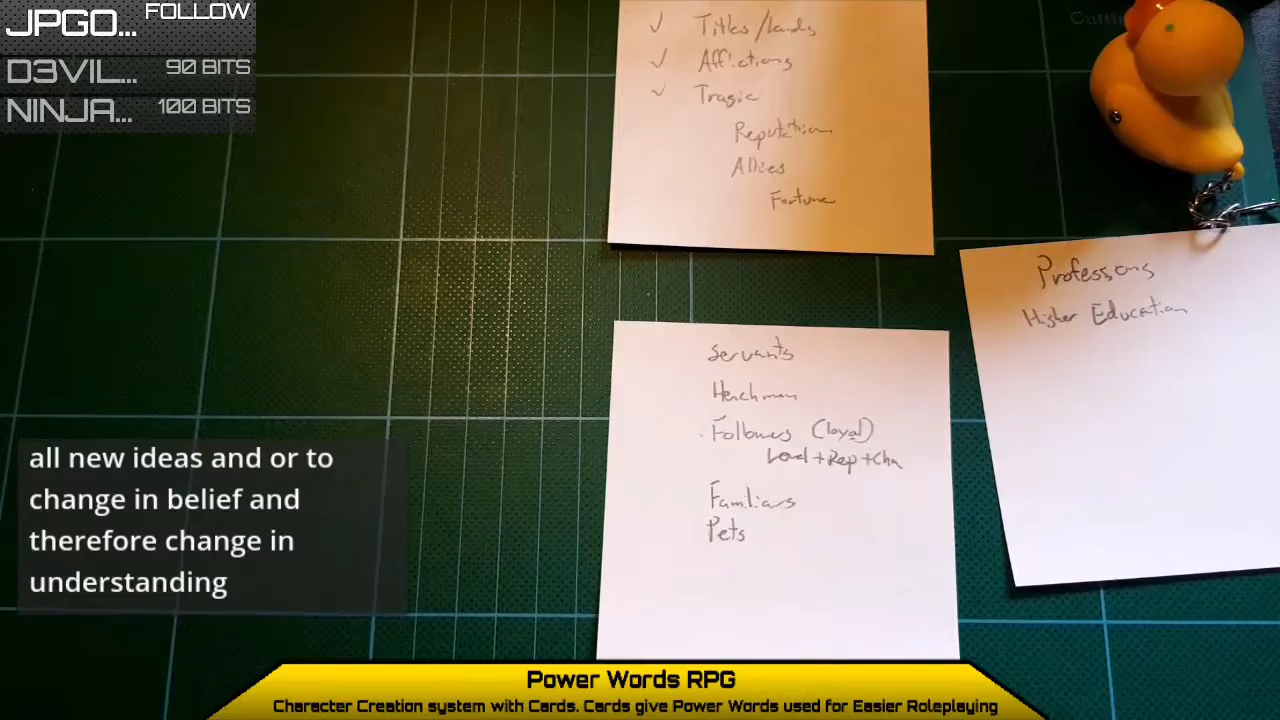 JPGO... FOLLOW
D3VIL... 90 BITS
NINJA... 100 BITS
✓ Titles/Lands
✓ Afflictions
✓ Tragic
Reputation
Allies
Fortune
Professions
Higher Education
Servants
Henchmen
Followers (loyal)
Level+Rep+Cha
Familiars
Pets
all new ideas and or to
change in belief and
therefore change in
understanding
Power Words RPG
Character Creation system with Cards. Cards give Power Words used for Easier Roleplaying